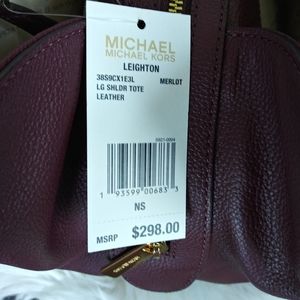 MICHAEL
MICHAEL KORS
LEIGHTON
38S9CX1E3L MERLOT
LG SHLDR TOTE
LEATHER
1 93599 00683 3
NS
MSRP $298.00